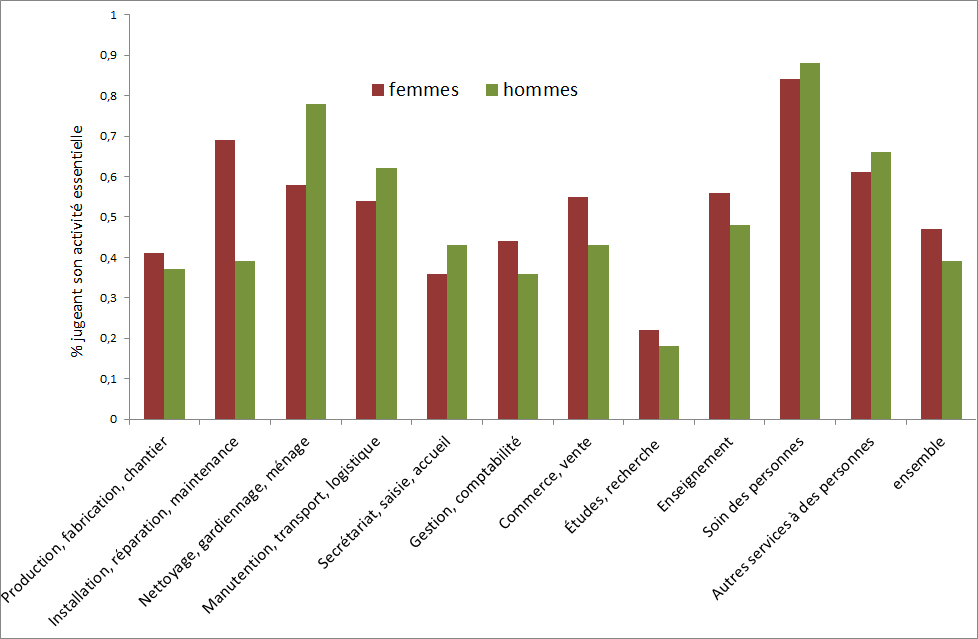 % jugeant son activité essentielle
1
0,9
0,8
0,7
0,6
0,5
0,4
0,3
0,2
0,1
0
femmes hommes
Production, fabrication, chantier
Installation, réparation, maintenance
Nettoyage, gardiennage, ménage
Manutention, transport, logistique
Secrétariat, saisie, accueil
Gestion, comptabilité
Commerce, vente
Études, recherche
Enseignement
Soin des personnes
Autres services à des personnes
ensemble